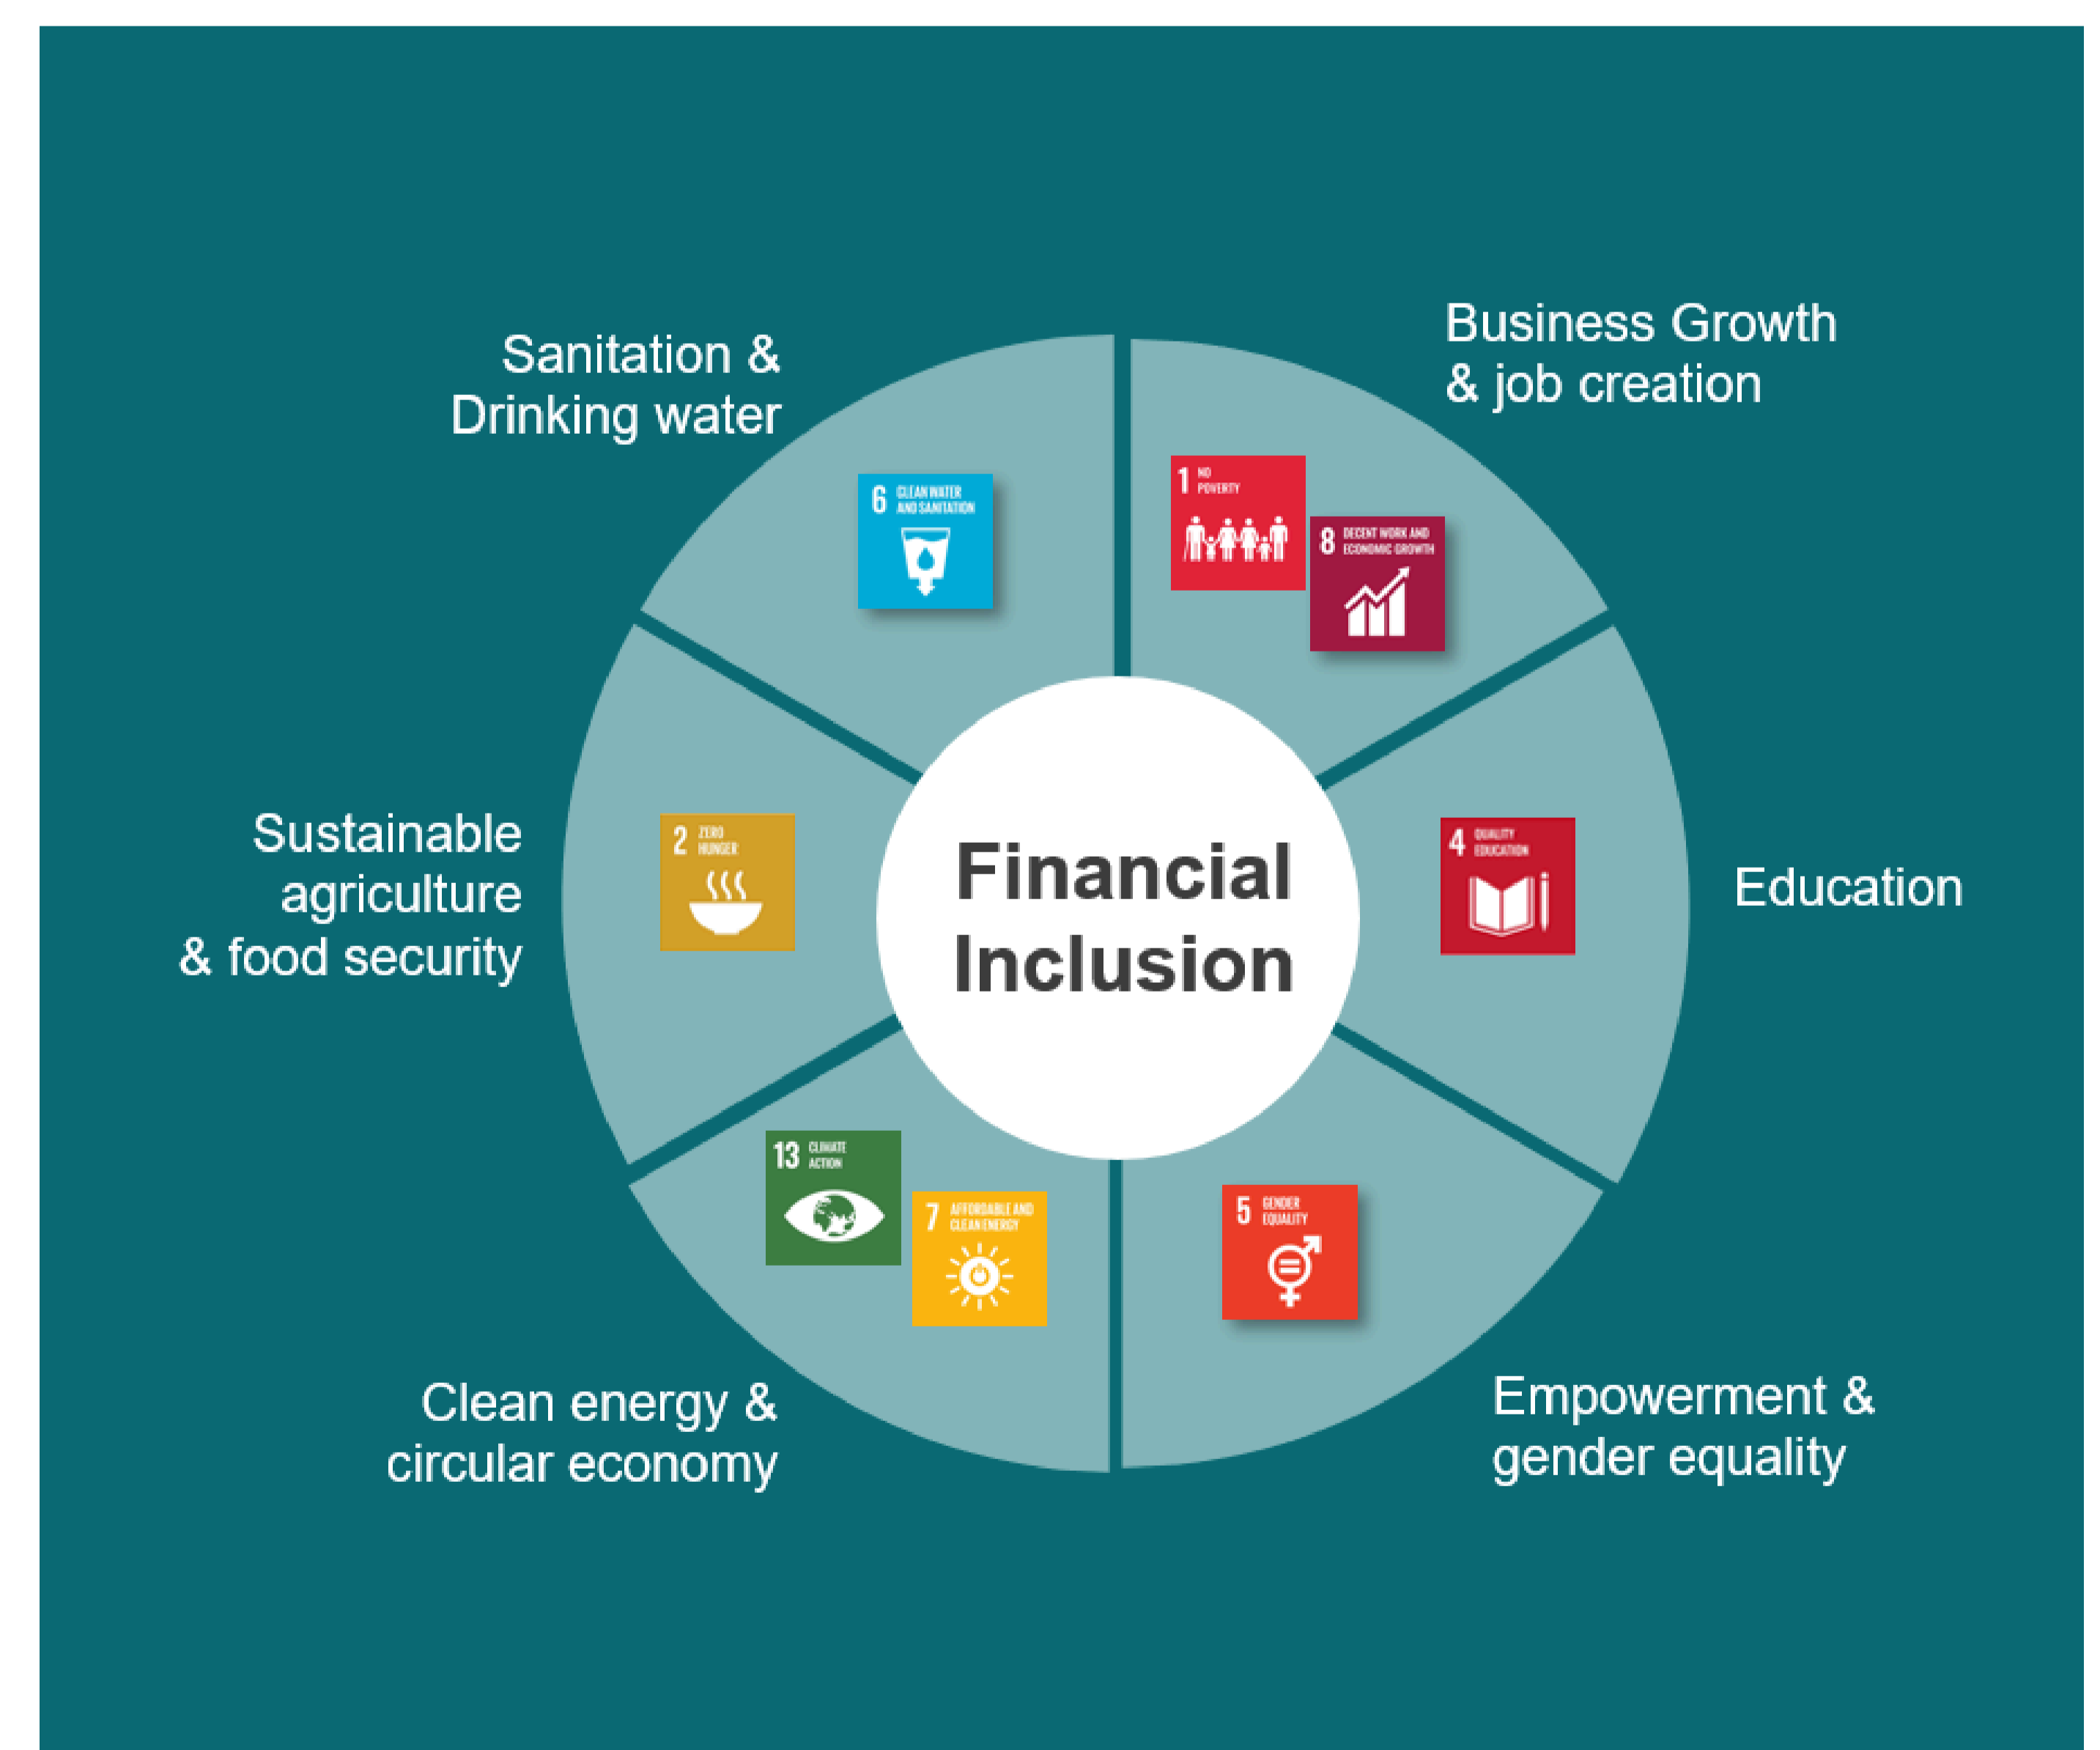 Sanitation &
Drinking water
Business Growth
& job creation
6 CLEAN WATER
AND SANITATION
1 NO
POVERTY
8 DECENT WORK AND
ECONOMIC GROWTH
Sustainable
agriculture
& food security
2 ZERO
HUNGER
Financial
Inclusion
4 QUALITY
EDUCATION
Education
13 CLIMATE
ACTION
7 AFFORDABLE AND
CLEAN ENERGY
5 GENDER
EQUALITY
Clean energy &
circular economy
Empowerment &
gender equality